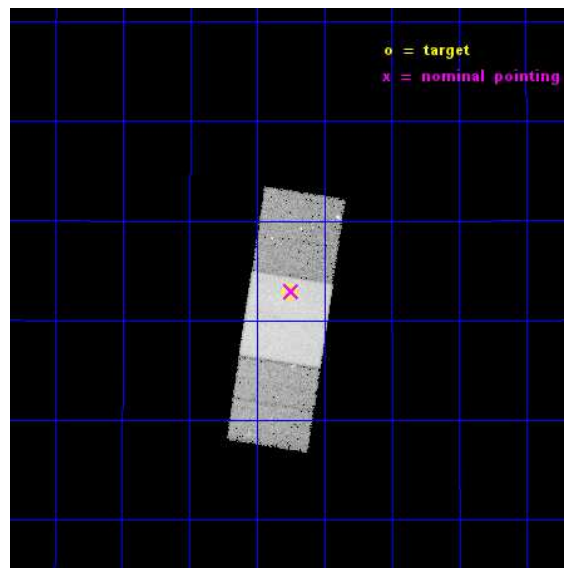 o = target
x = nominal pointing